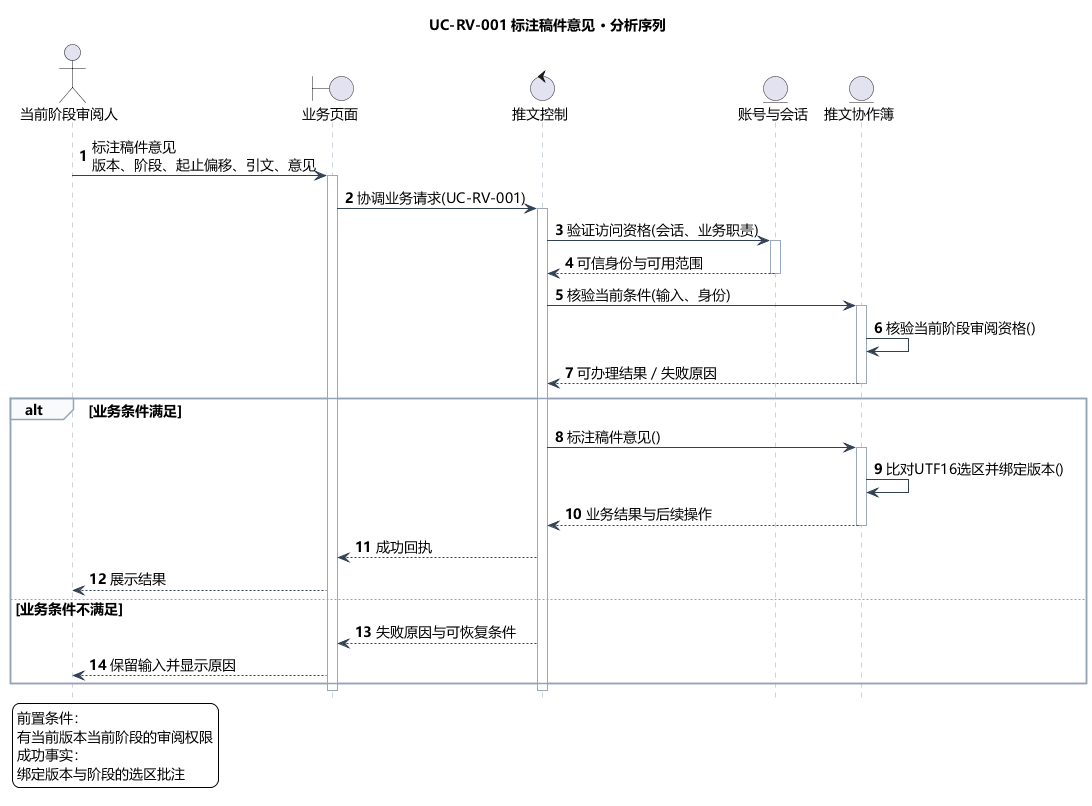 UC-RV-001 标注稿件意见・分析序列
当前阶段审阅人
业务页面
推文控制
账号与会话
推文协作簿
1 标注稿件意见
版本、阶段、起止偏移、引文、意见
2 协调业务请求(UC-RV-001)
3 验证访问资格(会话、业务职责)
4 可信身份与可用范围
5 核验当前条件(输入、身份)
6 核验当前阶段审阅资格()
7 可办理结果 / 失败原因
alt [业务条件满足]
8 标注稿件意见()
9 比对UTF16选区并绑定版本()
10 业务结果与后续操作
11 成功回执
12 展示结果
[业务条件不满足]
13 失败原因与可恢复条件
14 保留输入并显示原因
前置条件：
有当前版本当前阶段的审阅权限
成功事实：
绑定版本与阶段的选区批注